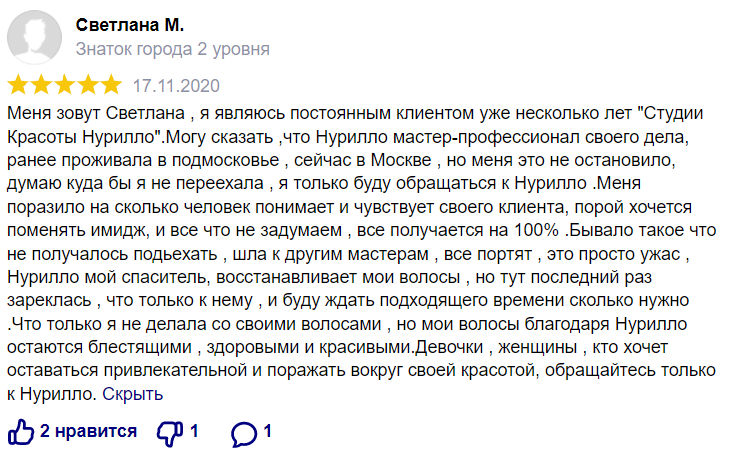 Светлана М.
Знаток города 2 уровня
17.11.2020
Меня зовут Светлана , я являюсь постоянным клиентом уже несколько лет "Студии
Красоты Нурилло".Могу сказать ,что Нурилло мастер-профессионал своего дела,
ранее проживала в подмосковье , сейчас в Москве , но меня это не остановило,
думаю куда бы я не переехала , я только буду обращаться к Нурилло .Меня
поразило на сколько человек понимает и чувствует своего клиента, порой хочется
поменять имидж, и все что не задумаем , все получается на 100% .Бывало такое что
не получалось подьехать , шла к другим мастерам , все портят , это просто ужас ,
Нурилло мой спаситель, восстанавливает мои волосы , но тут последний раз
зареклась , что только к нему , и буду ждать подходящего времени сколько нужно
.Что только я не делала со своими волосами , но мои волосы благодаря Нурилло
остаются блестящими , здоровыми и красивыми.Девочки , женщины , кто хочет
оставаться привлекательной и поражать вокруг своей красотой, обращайтесь только
к Нурилло. Скрыть
2 нравится 1 1